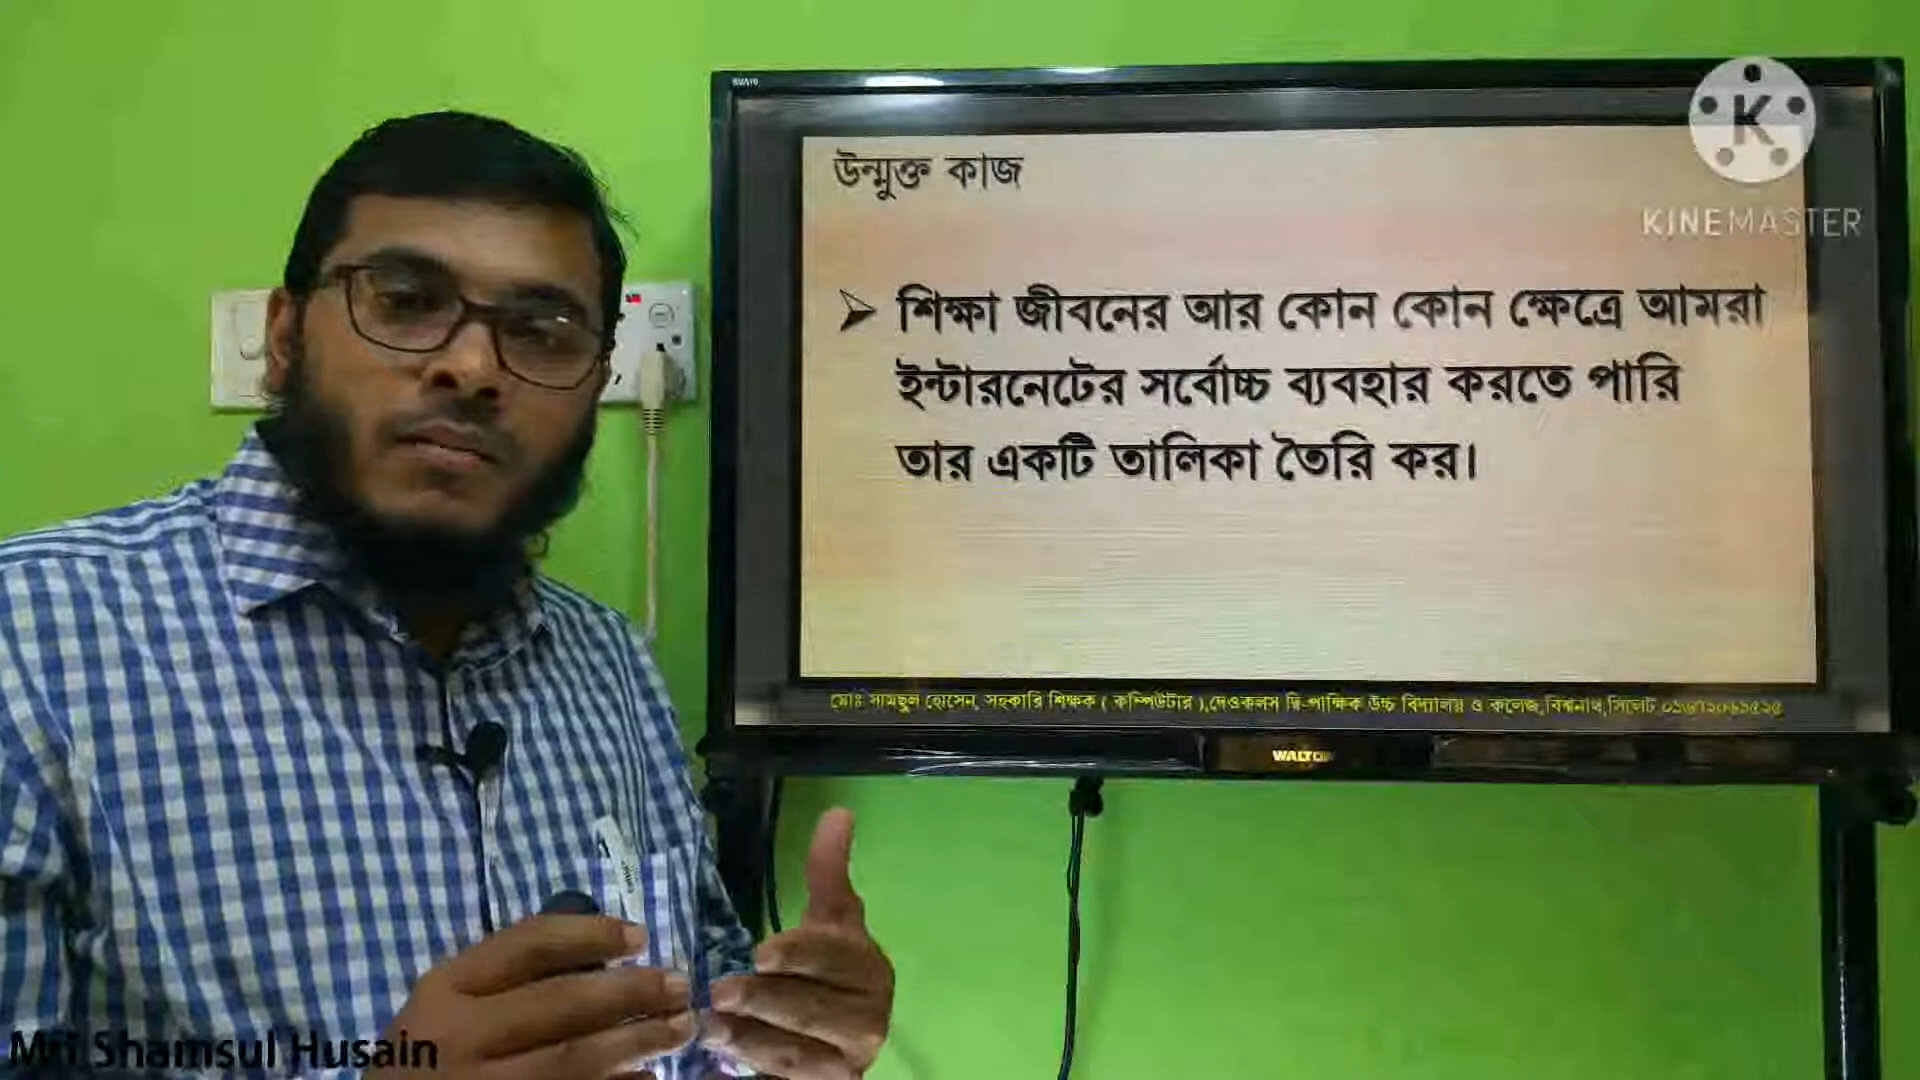 উন্মুক্ত কাজ
K
KINEMASTER
শিক্ষা জীবনের আর কোন কোন ক্ষেত্রে আমরা
ইন্টারনেটের সর্বোচ্চ ব্যবহার করতে পারি
তার একটি তালিকা তৈরি কর।
মোঃ সামছুল হোসেন, সহকারি শিক্ষক ( কম্পিউটার ),দেওকলস দ্বি-পাক্ষিক উচ্চ বিদ্যালয় ও কলেজ,বিশ্বনাথ,সিলেট
WALTON
Shamsul Husain